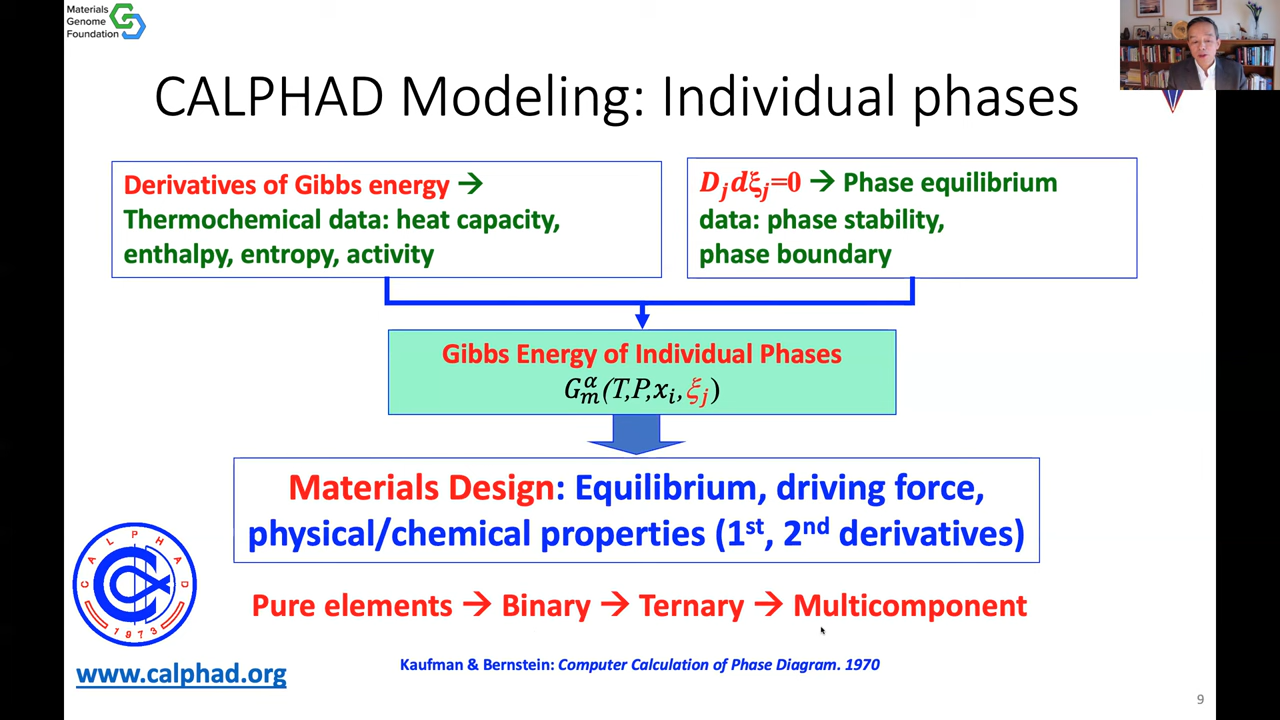 Materials
Genome
Foundation
CALPHAD Modeling: Individual phases
Derivatives of Gibbs energy →
Thermochemical data: heat capacity,
enthalpy, entropy, activity
D_j dξ_j=0 → Phase equilibrium
data: phase stability,
phase boundary
Gibbs Energy of Individual Phases
G_m^α(T,P,x_i,ξ_j)
Materials Design: Equilibrium, driving force,
physical/chemical properties (1st, 2nd derivatives)
CALPHAD
1973
Pure elements → Binary → Ternary → Multicomponent
Kaufman & Bernstein: Computer Calculation of Phase Diagram. 1970
www.calphad.org
9